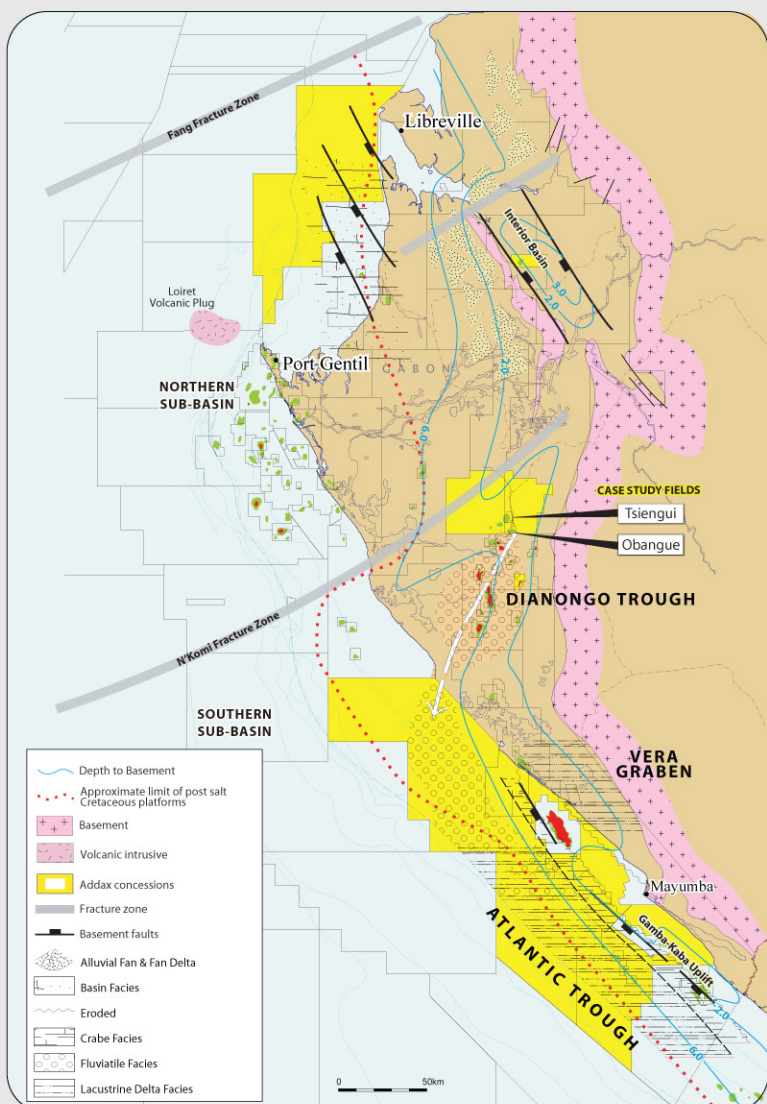 Fang Fracture Zone
Libreville
Interior Basin
3.0
2.0
Loiret
Volcanic Plug
Port Gentil
GABON
2.0
6.0
NORTHERN
SUB-BASIN
CASE STUDY FIELDS
Tsiengui
Obangue
DIANONGO TROUGH
N'Komi Fracture Zone
SOUTHERN
SUB-BASIN
VERA
GRABEN
Mayumba
Gamba-Kaba Uplift
ATLANTIC TROUGH
2.0
6.0
Depth to Basement
Approximate limit of post salt
Cretaceous platforms
Basement
Volcanic intrusive
Addax concessions
Fracture zone
Basement faults
Alluvial Fan & Fan Delta
Basin Facies
Eroded
Crabe Facies
Fluviatile Facies
Lacustrine Delta Facies
0 50km